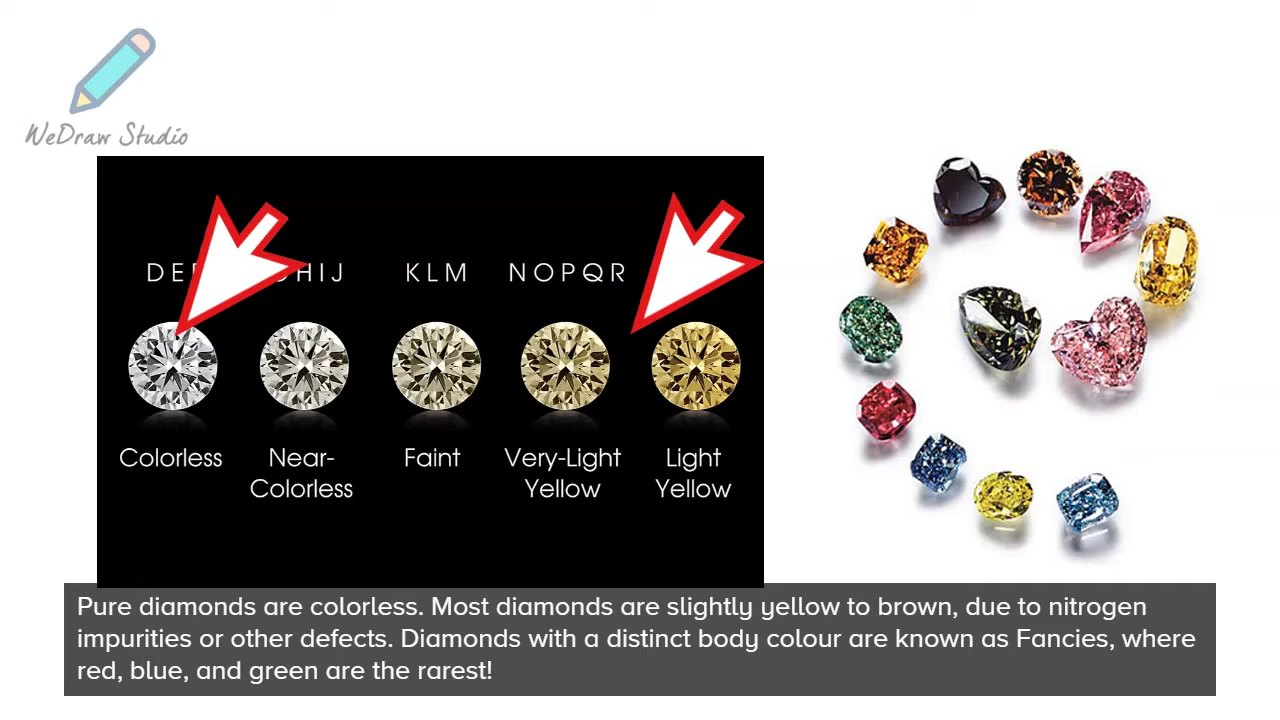 WeDraw Studio
KLM NOPQR
Colorless Near-Colorless Faint Very-Light Yellow Light Yellow
Pure diamonds are colorless. Most diamonds are slightly yellow to brown, due to nitrogen
impurities or other defects. Diamonds with a distinct body colour are known as Fancies, where
red, blue, and green are the rarest!